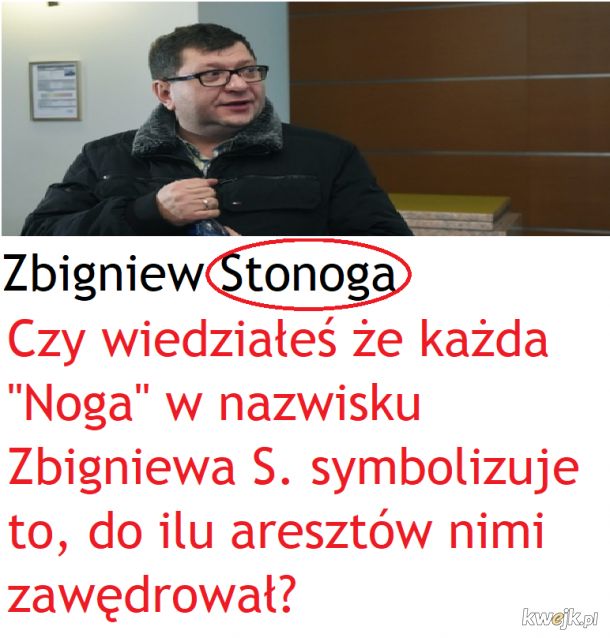 Zbigniew Stonoga
Czy wiedziałeś że każda
"Noga" w nazwisku
Zbigniewa S. symbolizuje
to, do ilu aresztów nimi
zawędrował?
kwejk.pl